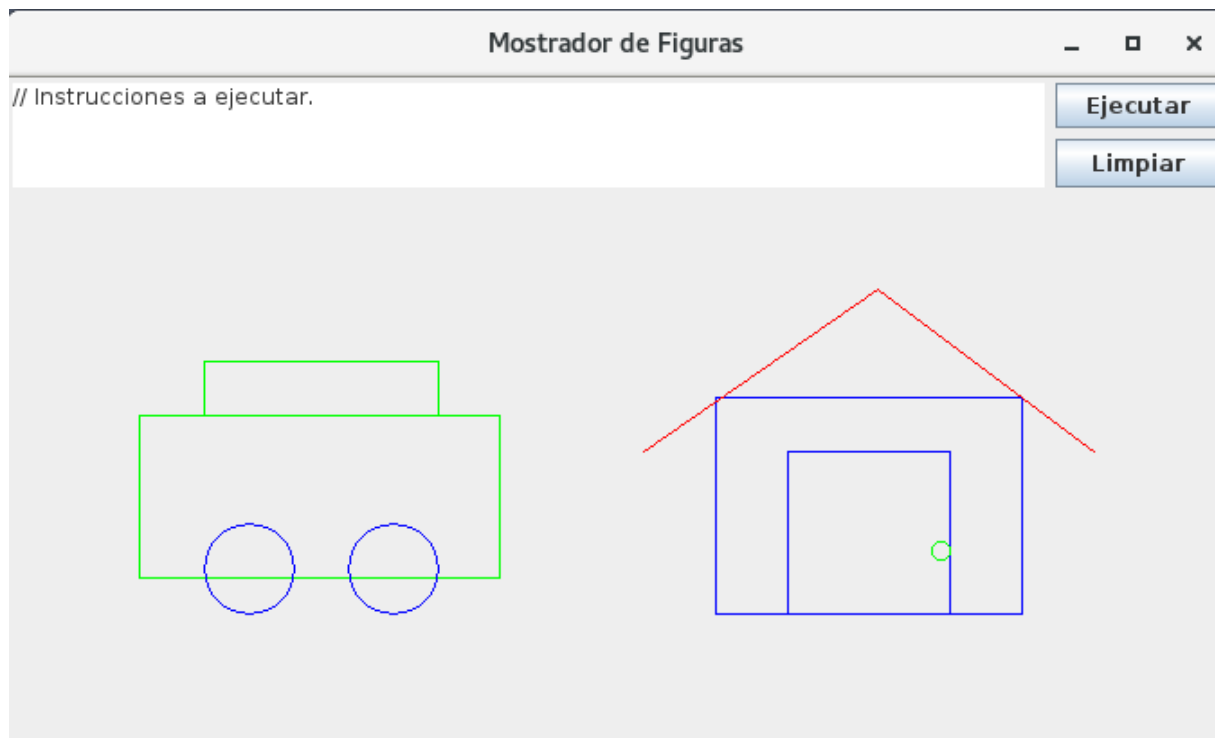 Mostrador de Figuras
// Instrucciones a ejecutar.
Ejecutar
Limpiar